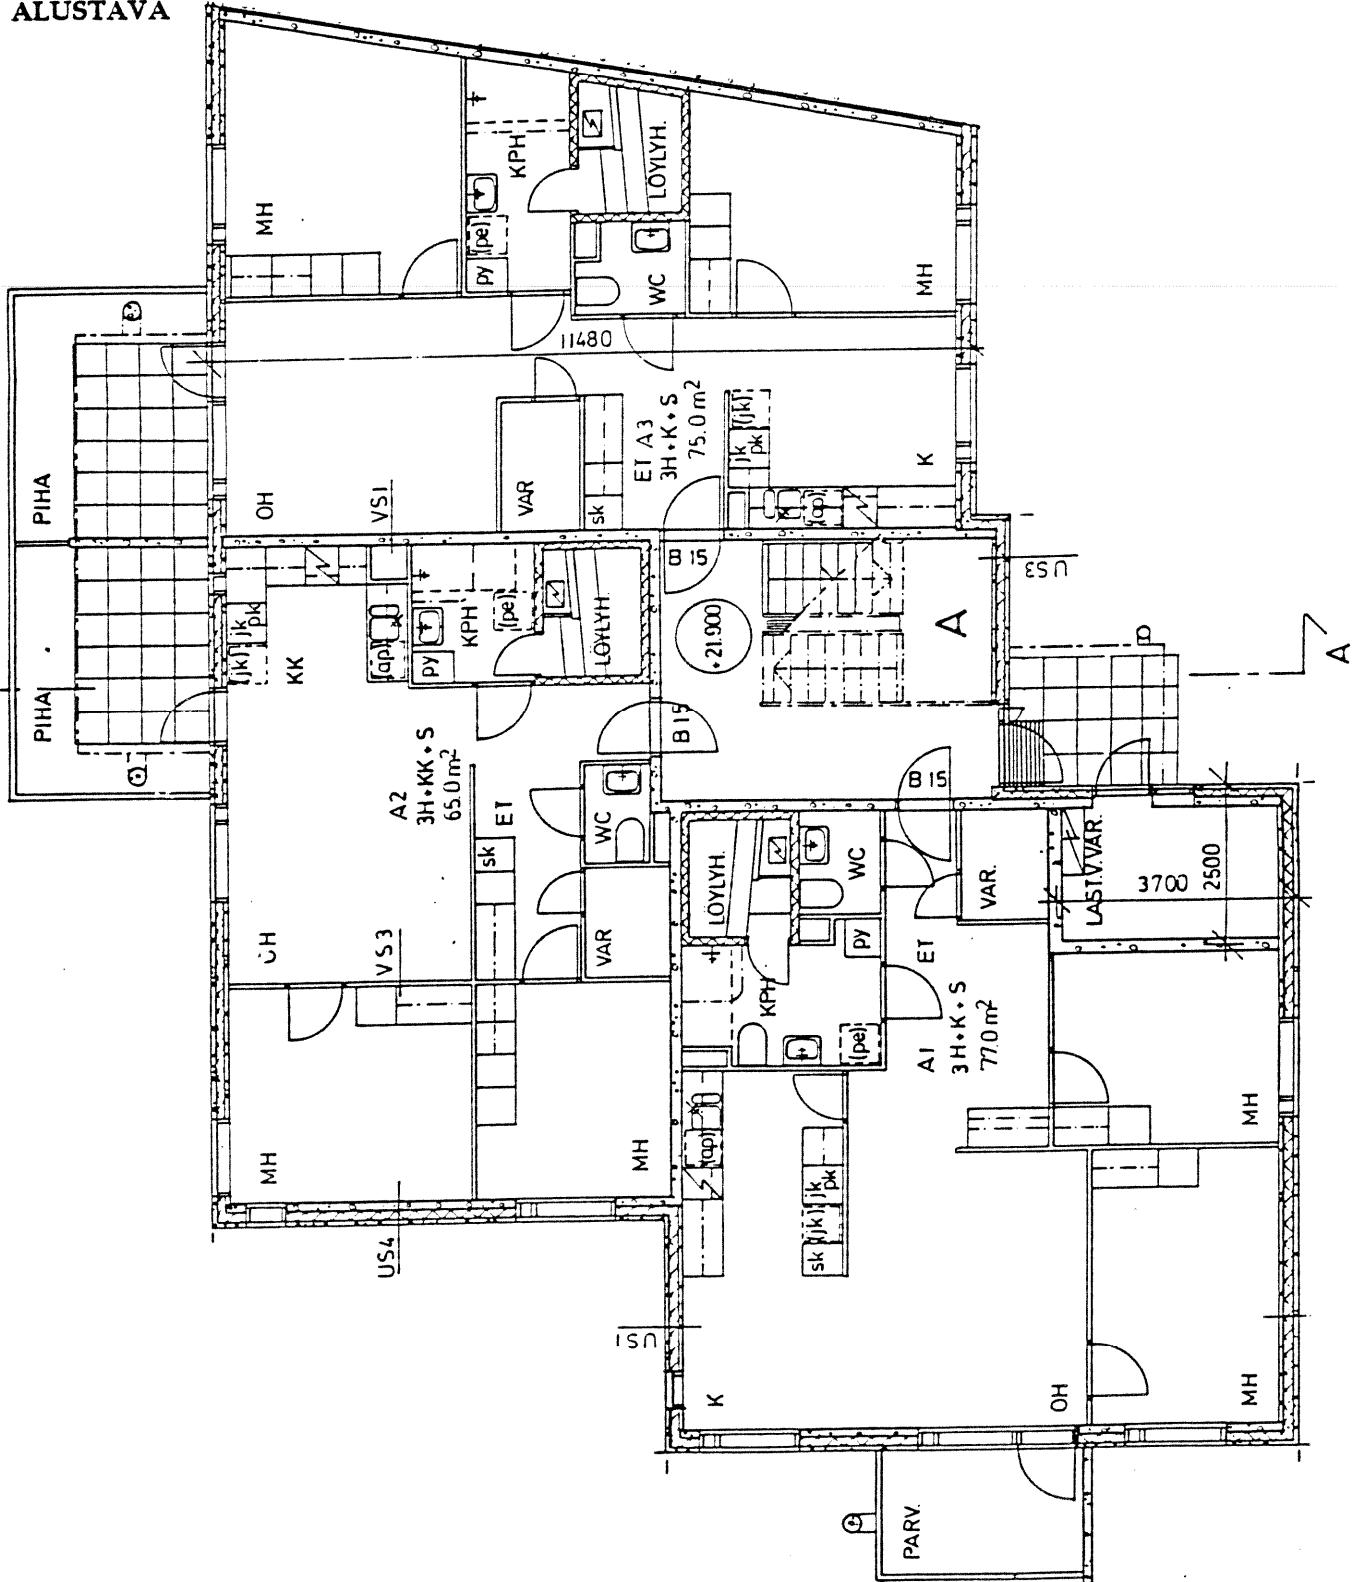 ALUSTAVA
PIHA
PIHA
MH
KPH
(pe)
py
LÖYLYH.
WC
MH
11480
OH
VS1
VAR
sk
ET A3
3H+K+S
75.0 m²
jk
pk
(jk)
K
(ap)
B 15
US3
+21.900
A
A
KK
jk
pk
(jk)
(ap)
KPH
(pe)
py
LÖYLYH.
B 15
A2
3H+KK+S
65.0 m²
ET
sk
WC
VAR
OH
VS3
MH
MH
US4
B 15
LÖYLYH.
WC
VAR.
LAST.V.VAR.
3700
2500
py
KPH
(pe)
ET
A1
3H+K+S
77.0 m²
MH
(ap)
jk
pk
(jk)
sk
US1
K
OH
MH
PARV.